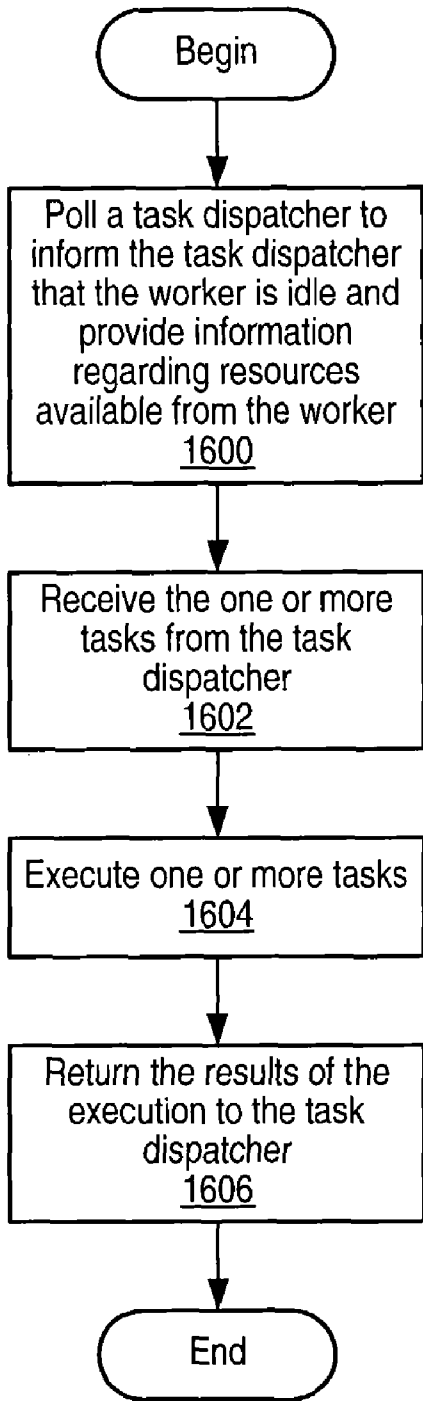 Begin
Poll a task dispatcher to
inform the task dispatcher
that the worker is idle and
provide information
regarding resources
available from the worker
1600
Receive the one or more
tasks from the task
dispatcher
1602
Execute one or more tasks
1604
Return the results of the
execution to the task
dispatcher
1606
End